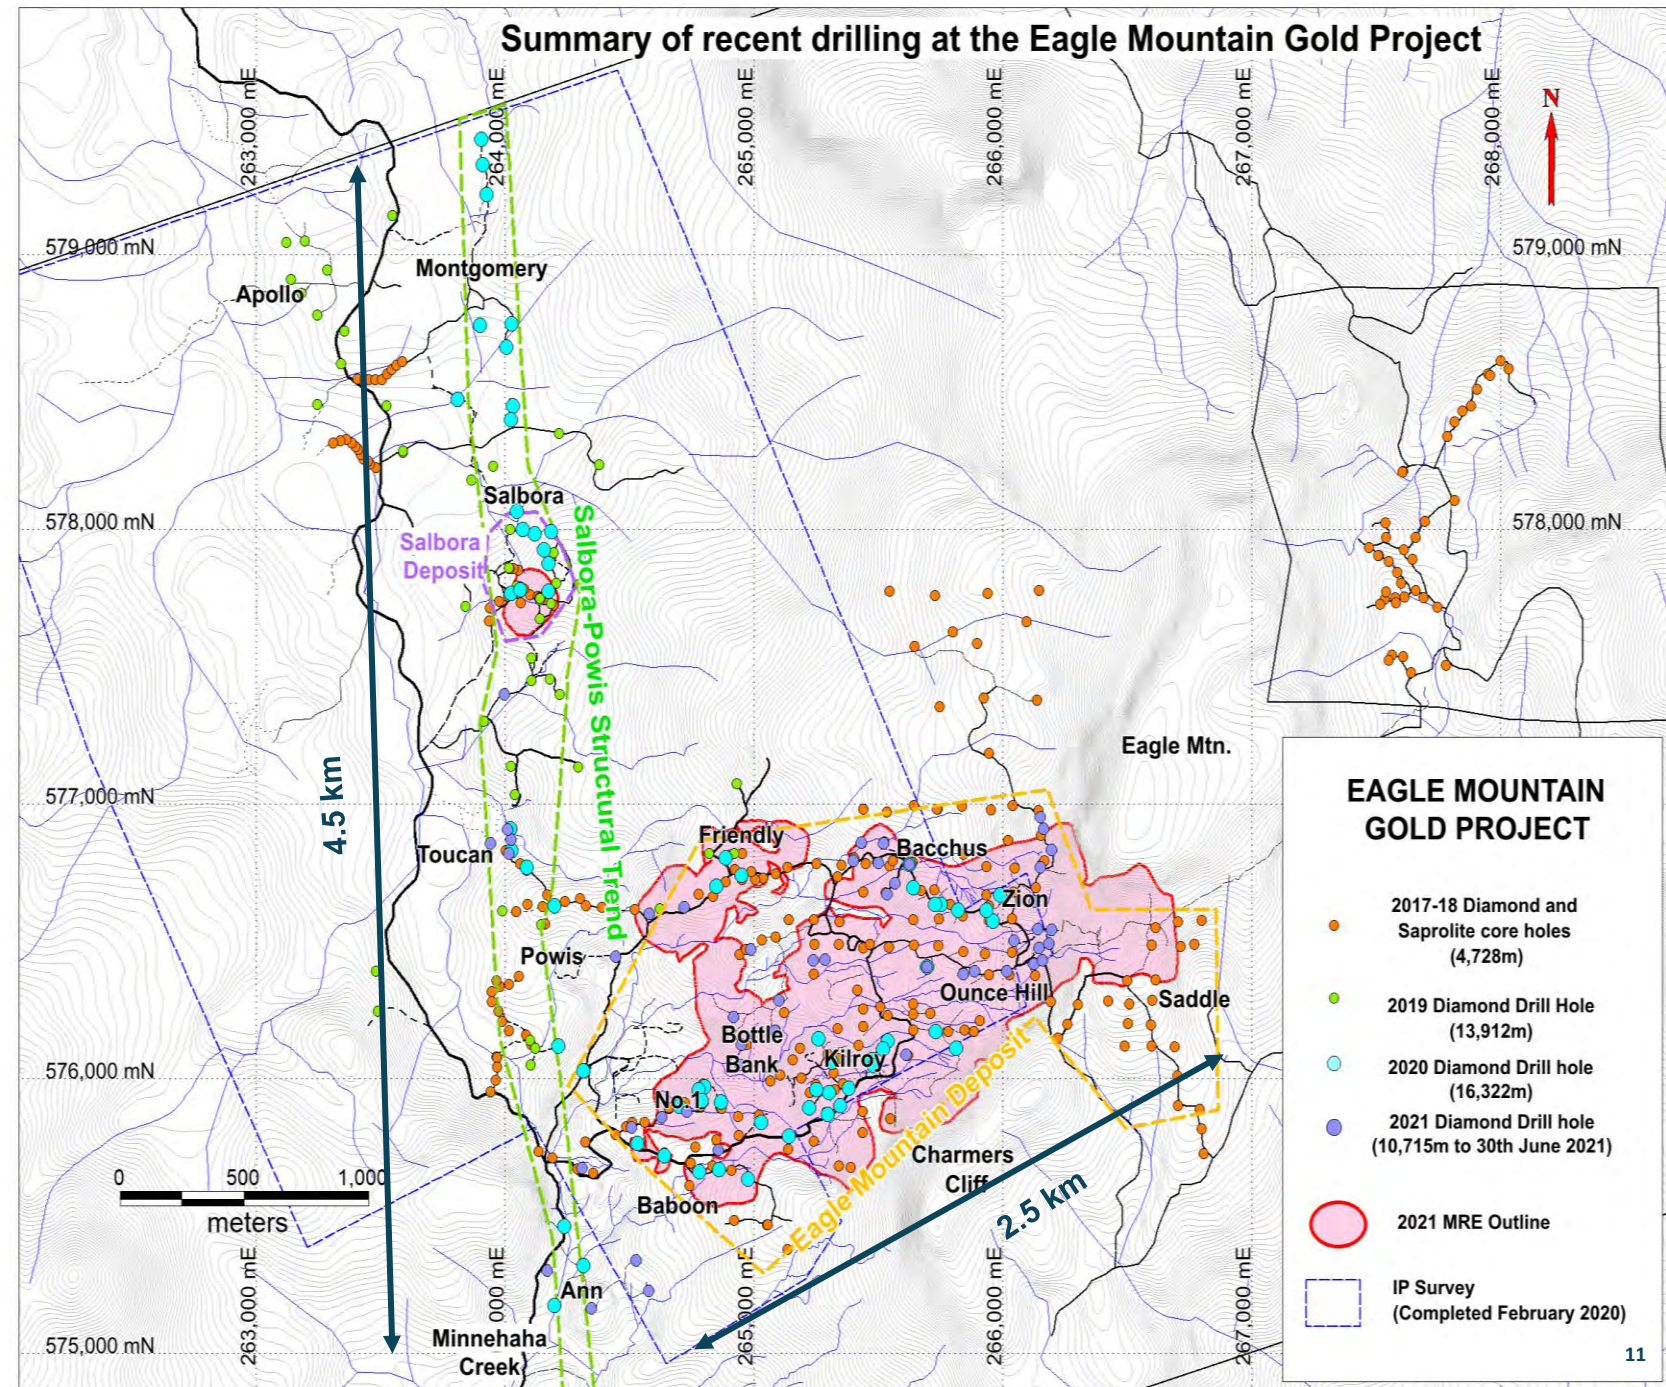 Summary of recent drilling at the Eagle Mountain Gold Project
263,000 mE
264,000 mE
265,000 mE
266,000 mE
267,000 mE
268,000 mE
N
579,000 mN
579,000 mN
Montgomery
Apollo
Salbora
578,000 mN
578,000 mN
Salbora
Deposit
Salbora-Powis Structural Trend
Eagle Mtn.
4.5 km
577,000 mN
Friendly
Bacchus
Toucan
Zion
Powis
Ounce Hill
Saddle
Bottle
Bank
Kilroy
576,000 mN
No.1
Eagle Mountain Deposit
Charmers
Cliff
2.5 km
Baboon
0 500 1,000
meters
Ann
Minnehaha
Creek
575,000 mN
263,000 mE
000 mE
265,000 mE
266,000 mE
267,000 mE
EAGLE MOUNTAIN
GOLD PROJECT
2017-18 Diamond and
Saprolite core holes
(4,728m)
2019 Diamond Drill Hole
(13,912m)
2020 Diamond Drill hole
(16,322m)
2021 Diamond Drill hole
(10,715m to 30th June 2021)
2021 MRE Outline
IP Survey
(Completed February 2020)
11